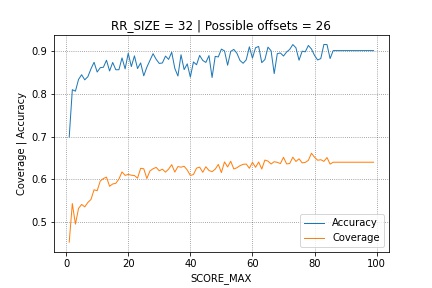 RR_SIZE = 32 | Possible offsets = 26
Coverage | Accuracy
0.9
0.8
0.7
0.6
0.5
Accuracy
Coverage
0 20 40 60 80 100
SCORE_MAX